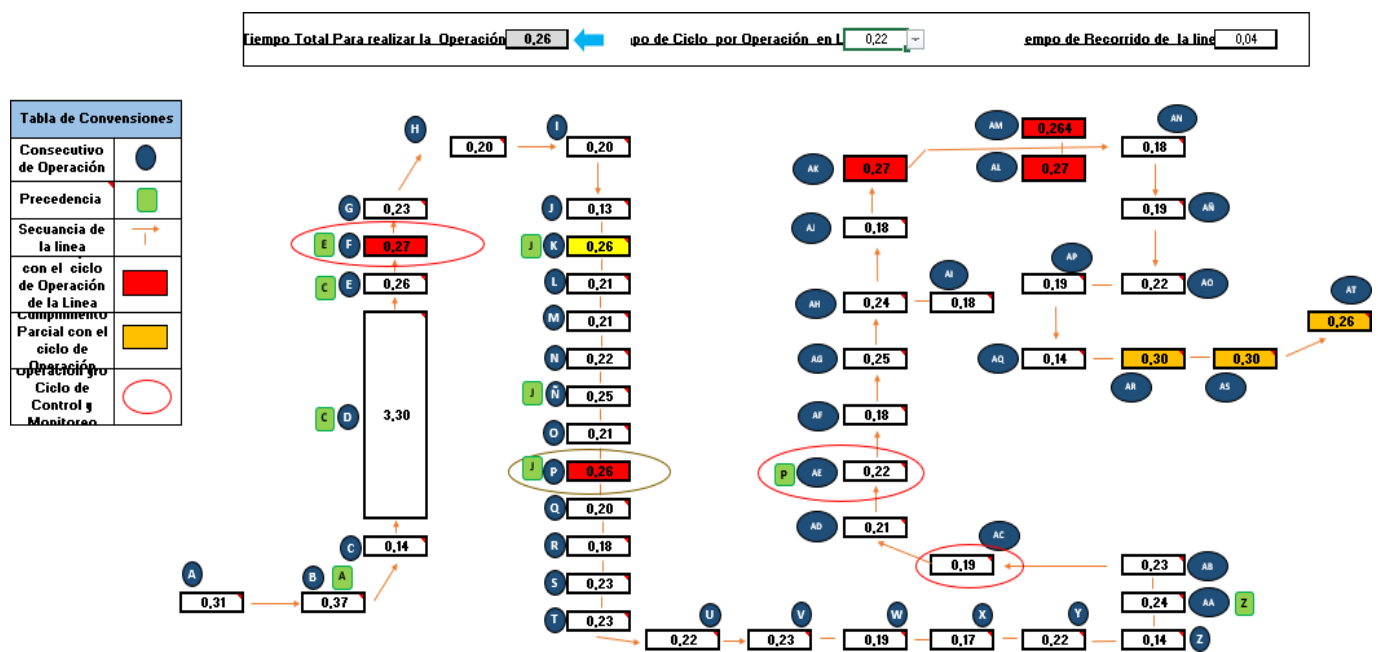 Tiempo Total Para realizar la Operación 0,26
po de Ciclo por Operación en L 0,22
empo de Recorrido de la line 0,04
Tabla de Convensiones
Consecutivo
de Operación
Precedencia
Secuancia de
la linea
con el ciclo
de Operación
de la Linea
Cumplimiento
Parcial con el
ciclo de
Operación
Ciclo de
Control y
Monitoreo
A
0,31
B
A
0,37
C
0,14
C
D
3,30
C
E
0,26
E
F
0,27
G
0,23
H
0,20
I
0,20
J
0,13
J
K
0,26
L
0,21
M
0,21
N
0,22
J
Ñ
0,25
O
0,21
J
P
0,26
Q
0,20
R
0,18
S
0,23
T
0,23
U
0,22
V
0,23
W
0,19
X
0,17
Y
0,22
Z
0,14
AA
Z
0,24
AB
0,23
AC
0,19
AD
0,21
P
AE
0,22
AF
0,18
AG
0,25
AH
0,24
AI
0,18
AJ
0,18
AK
0,27
AL
0,27
AM
0,264
AN
0,18
AÑ
0,19
AO
0,22
AP
0,19
AQ
0,14
AR
0,30
AS
0,30
AT
0,26